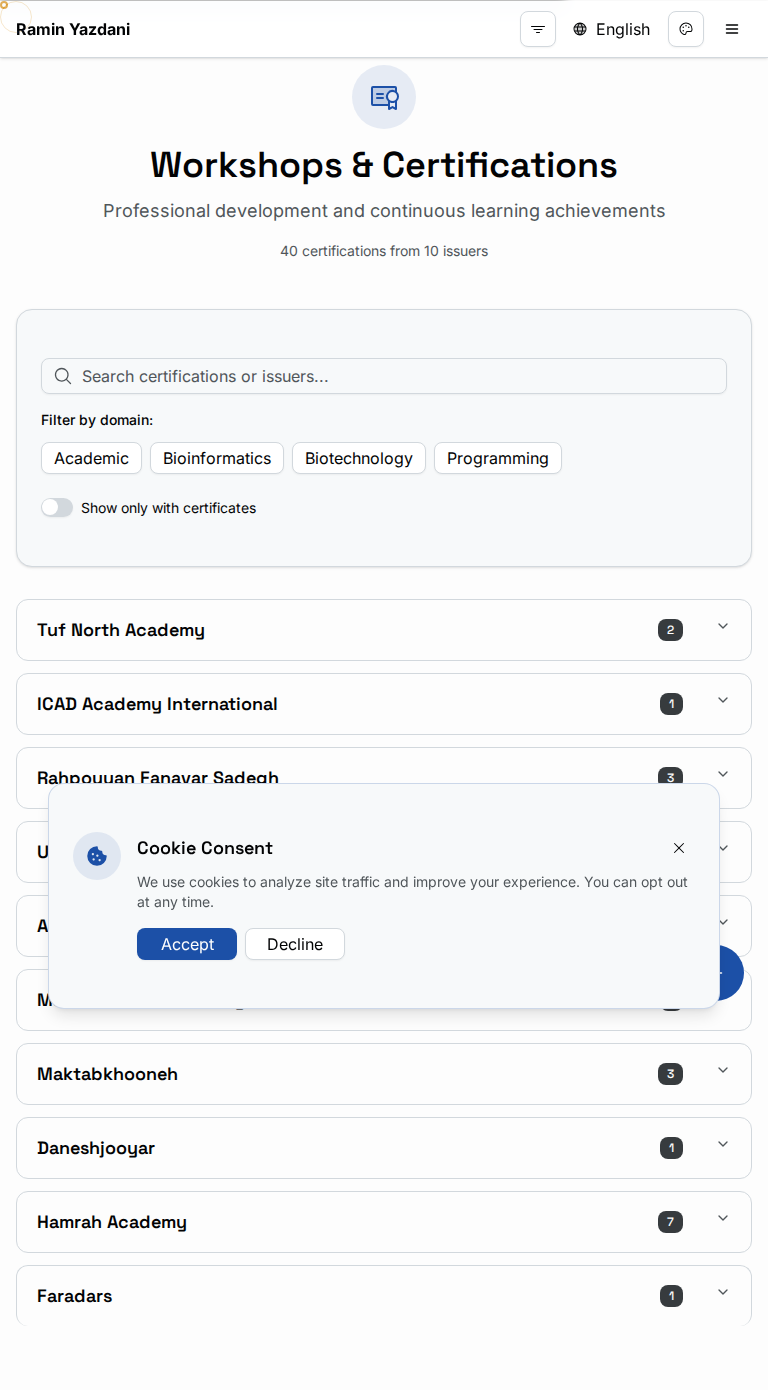 Ramin Yazdani
English
Workshops & Certifications
Professional development and continuous learning achievements
40 certifications from 10 issuers
Search certifications or issuers...
Filter by domain:
Academic
Bioinformatics
Biotechnology
Programming
Show only with certificates
Tuf North Academy
2
ICAD Academy International
1
Rahpouyan Fanavar Sadegh
3
U
A
M
Cookie Consent
We use cookies to analyze site traffic and improve your experience. You can opt out
at any time.
Accept
Decline
Maktabkhooneh
3
Daneshjooyar
1
Hamrah Academy
7
Faradars
1